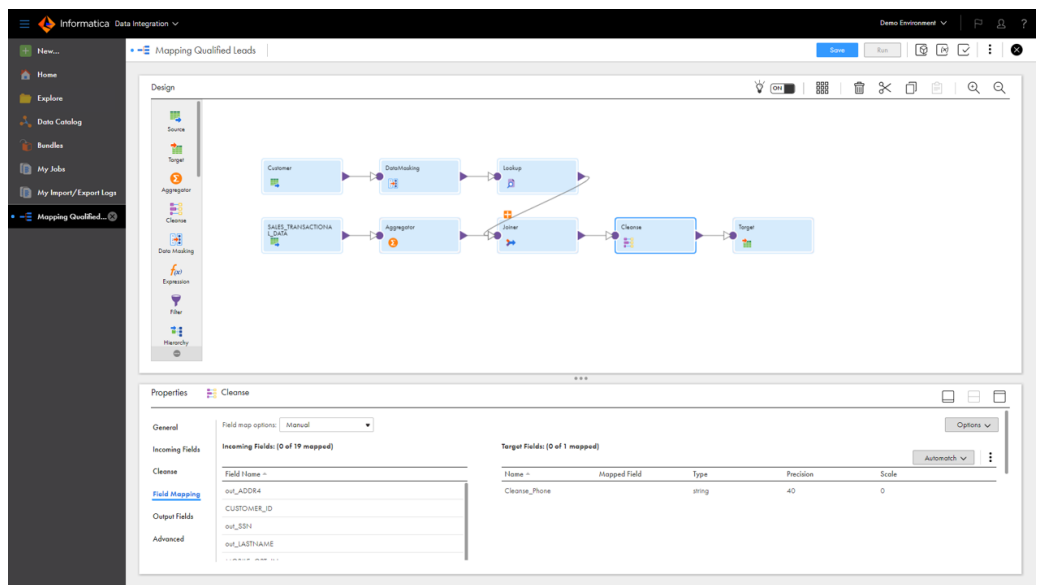 Informatica Data Integration
Demo Environment
?
New...
Home
Explore
Data Catalog
Bundles
My Jobs
My Import/Export Logs
Mapping Qualified...
Mapping Qualified Leads
Save
Run
Design
ON
Source
Target
Aggregator
Cleanse
Data Masking
f(x)
Expression
Filter
Hierarchy
Customer
DataMasking
Lookup
SALES_TRANSACTIONA
L_DATA
Aggregator
Joiner
Cleanse
Target
Properties
Cleanse
General
Incoming Fields
Cleanse
Field Mapping
Output Fields
Advanced
Field map options: Manual
Options
Incoming Fields: (0 of 19 mapped)
Field Name
out_ADDR4
CUSTOMER_ID
out_SSN
out_LASTNAME
Target Fields: (0 of 1 mapped)
Automatch
Name Mapped Field Type Precision Scale
Cleanse_Phone string 40 0